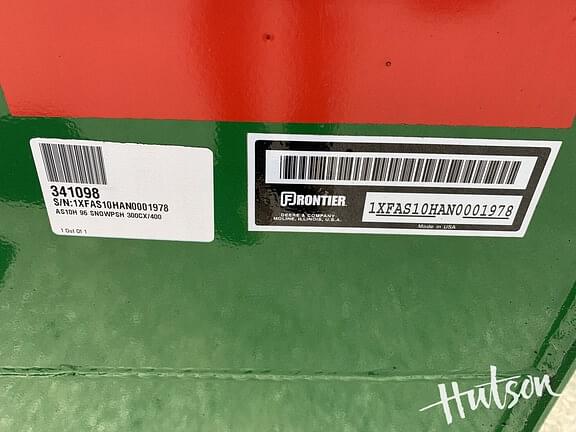 341098
S/N:1XFAS10HAN0001978
AS10H 96 SNOWPSH 300CX/400
1 Out Of 1
FRONTIER
DEERE & COMPANY
MOLINE, ILLINOIS, U.S.A.
1XFAS10HAN0001978
Made in USA
Hutson